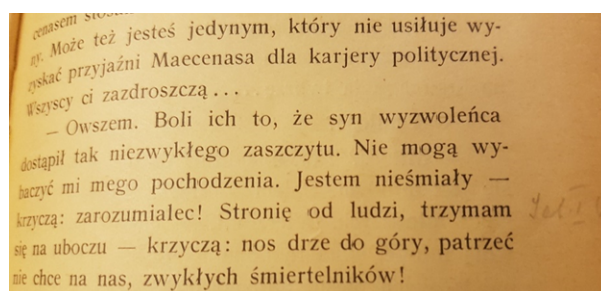 cenasem
ny. Może też jesteś jedynym, który nie usiłuje wy-
zyskać przyjaźni Maecenasa dla karjery politycznej.
Wszyscy ci zazdroszczą ...
— Owszem. Boli ich to, że syn wyzwoleńca
dostąpił tak niezwykłego zaszczytu. Nie mogą wy-
baczyć mi mego pochodzenia. Jestem nieśmiały —
krzyczą: zarozumialec! Stronię od ludzi, trzymam
się na uboczu — krzyczą: nos drze do góry, patrzeć
nie chce na nas, zwykłych śmiertelników!